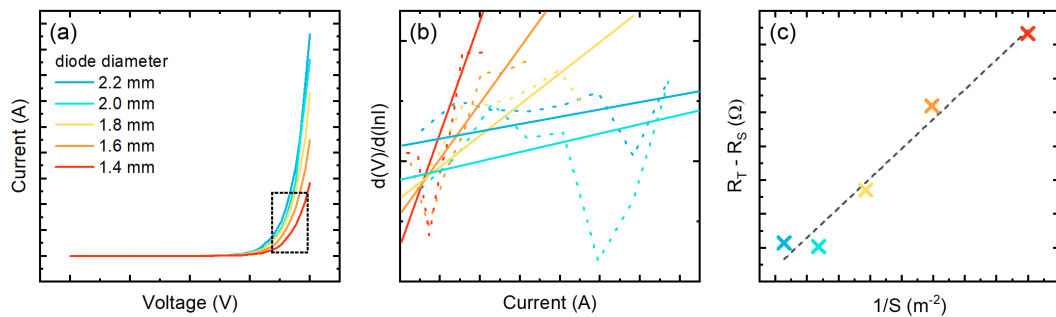 (a)
diode diameter
2.2 mm
2.0 mm
1.8 mm
1.6 mm
1.4 mm
Current (A)
Voltage (V)
(b)
d(V)/d(lnI)
Current (A)
(c)
R_T - R_S (Ω)
1/S (m⁻²)